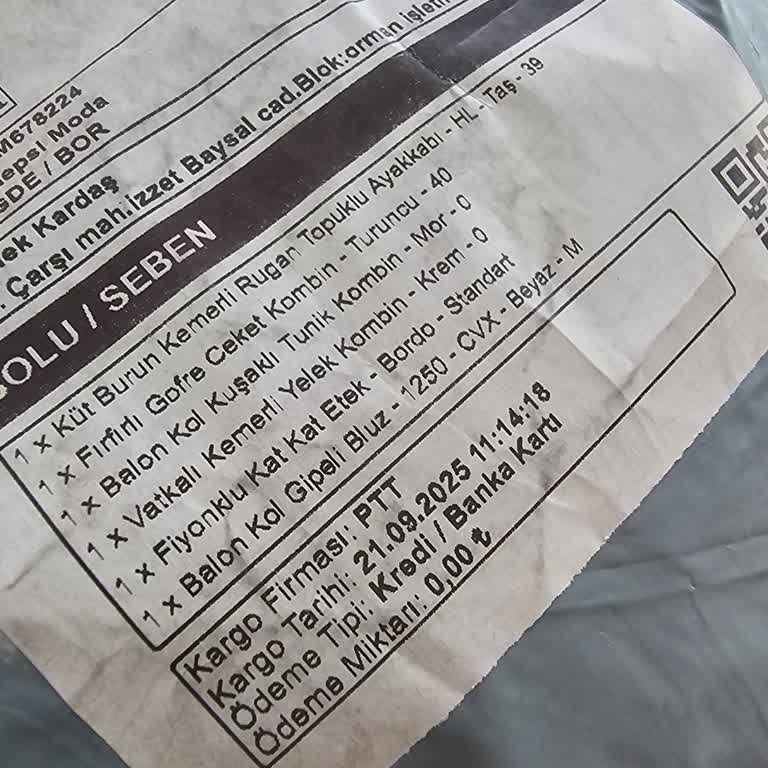 M678224
epsi Moda
GDE / BOR
ek Kardaş
. Çarşı mah.İzzet Baysal cad.Blok:orman işletm
OLU / SEBEN
1 x Küt Burun Kemerli Rugan Topuklu Ayakkabı - HL - Taş - 39
1 x Fırfırlı Gofre Ceket Kombin - Turuncu - 40
1 x Balon Kol Kuşaklı Tunik Kombin - Mor - 0
1 x Vatkalı Kemerli Yelek Kombin - Krem - 0
1 x Fiyonklu Kat Kat Etek - Bordo - Standart
1 x Balon Kol Gipeli Bluz - 1250 - CVX - Beyaz - M
Kargo Firması: PTT
Kargo Tarihi: 21.09.2025 11:14:18
Ödeme Tipi: Kredi / Banka Kartı
Ödeme Miktarı: 0,00 ₺